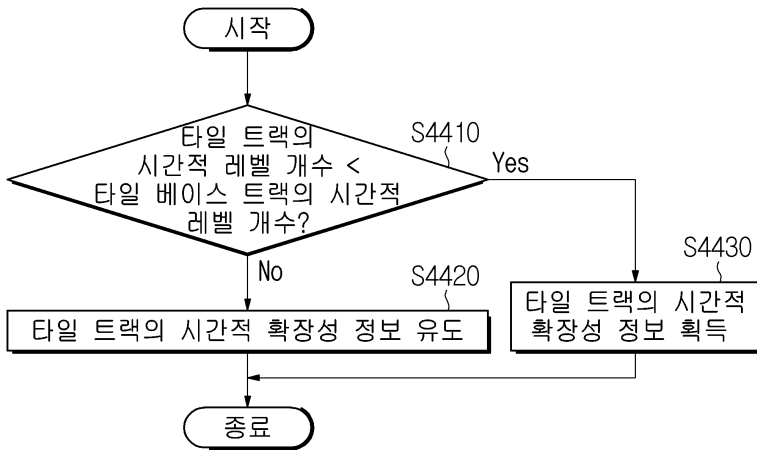 시작
타일 트랙의
시간적 레벨 개수 <
타일 베이스 트랙의 시간적
레벨 개수?
S4410
Yes
No
S4420
타일 트랙의 시간적 확장성 정보 유도
S4430
타일 트랙의 시간적
확장성 정보 획득
종료